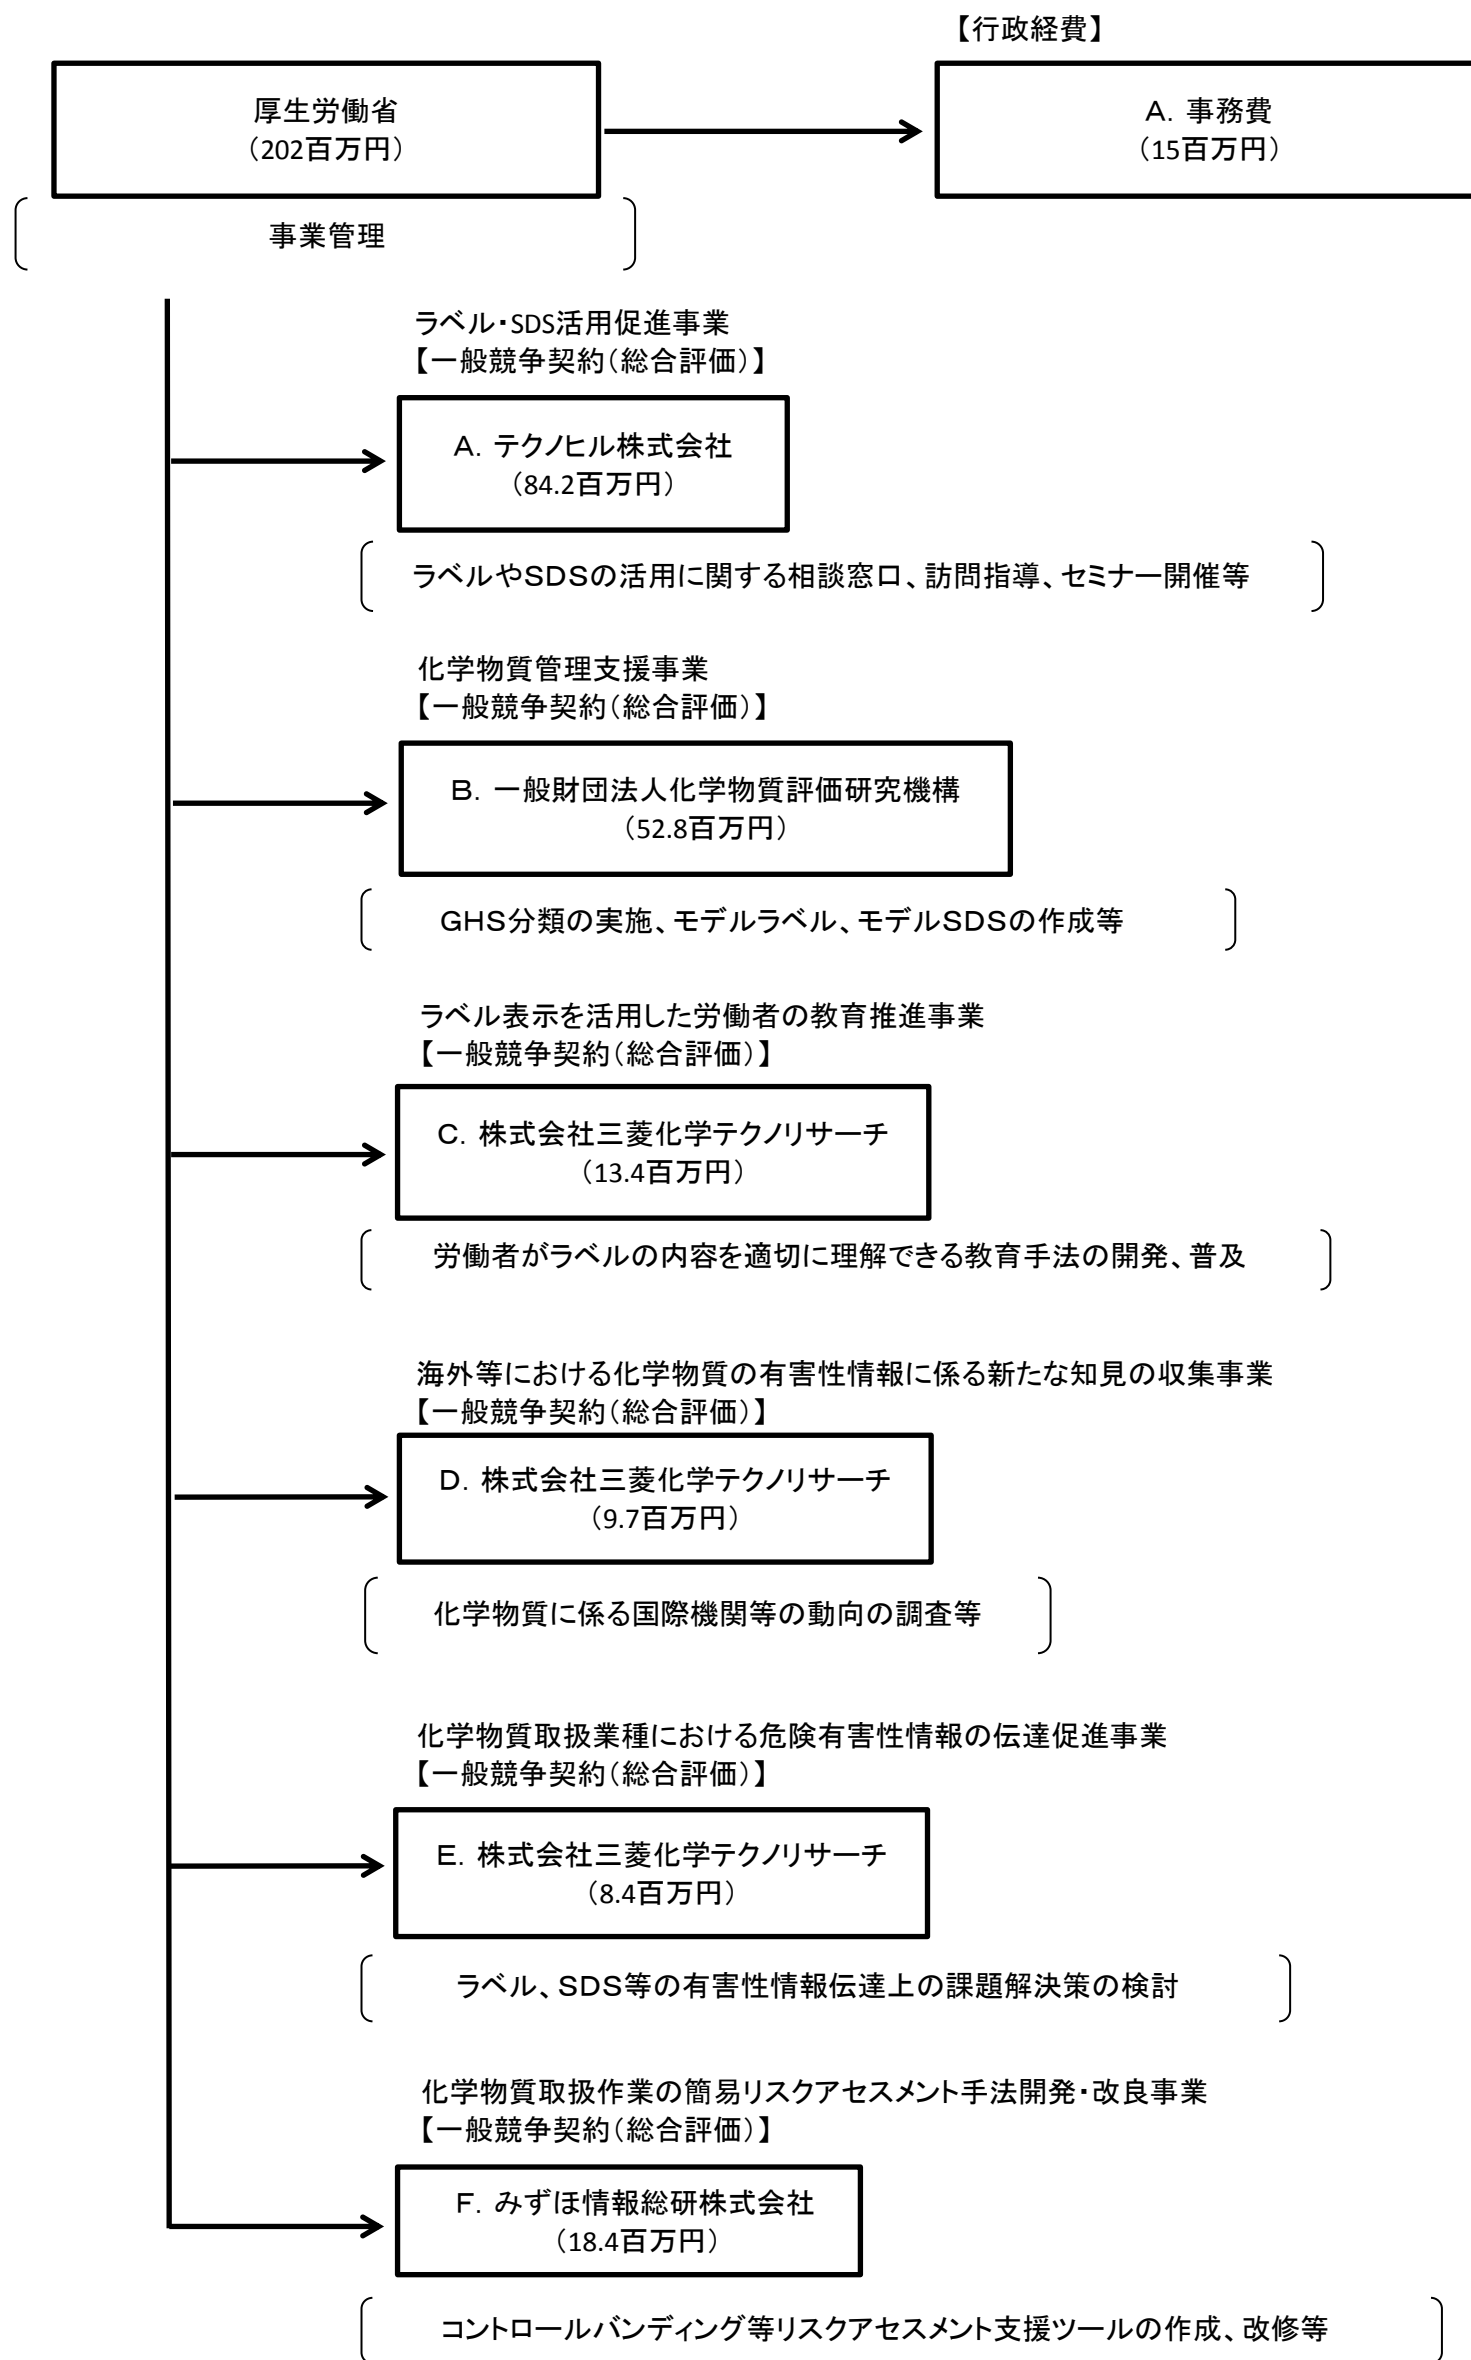 【行政経費】
厚生労働省
（202百万円）
A．事務費
（15百万円）
事業管理
ラベル・SDS活用促進事業
【一般競争契約（総合評価）】
A．テクノヒル株式会社
（84.2百万円）
ラベルやSDSの活用に関する相談窓口、訪問指導、セミナー開催等
化学物質管理支援事業
【一般競争契約（総合評価）】
B．一般財団法人化学物質評価研究機構
（52.8百万円）
GHS分類の実施、モデルラベル、モデルSDSの作成等
ラベル表示を活用した労働者の教育推進事業
【一般競争契約（総合評価）】
C．株式会社三菱化学テクノリサーチ
（13.4百万円）
労働者がラベルの内容を適切に理解できる教育手法の開発、普及
海外等における化学物質の有害性情報に係る新たな知見の収集事業
【一般競争契約（総合評価）】
D．株式会社三菱化学テクノリサーチ
（9.7百万円）
化学物質に係る国際機関等の動向の調査等
化学物質取扱業種における危険有害性情報の伝達促進事業
【一般競争契約（総合評価）】
E．株式会社三菱化学テクノリサーチ
（8.4百万円）
ラベル、SDS等の有害性情報伝達上の課題解決策の検討
化学物質取扱作業の簡易リスクアセスメント手法開発・改良事業
【一般競争契約（総合評価）】
F．みずほ情報総研株式会社
（18.4百万円）
コントロールバンディング等リスクアセスメント支援ツールの作成、改修等